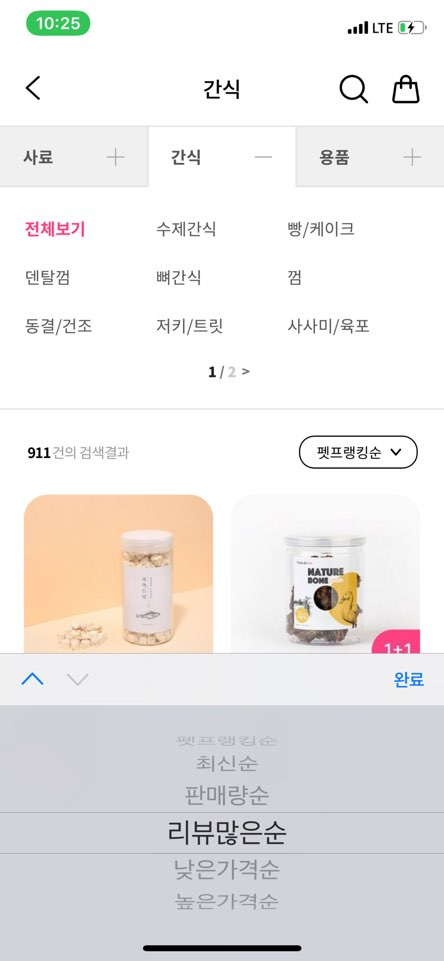 10:25
LTE
간식
사료
간식
용품
전체보기 수제간식 빵/케이크
덴탈껌 뼈간식 껌
동결/건조 저키/트릿 사사미/육포
1 / 2 >
911건의 검색결과
펫프랭킹순
NATURE
BONE
1+1
완료
펫프랭킹순
최신순
판매량순
리뷰많은순
낮은가격순
높은가격순